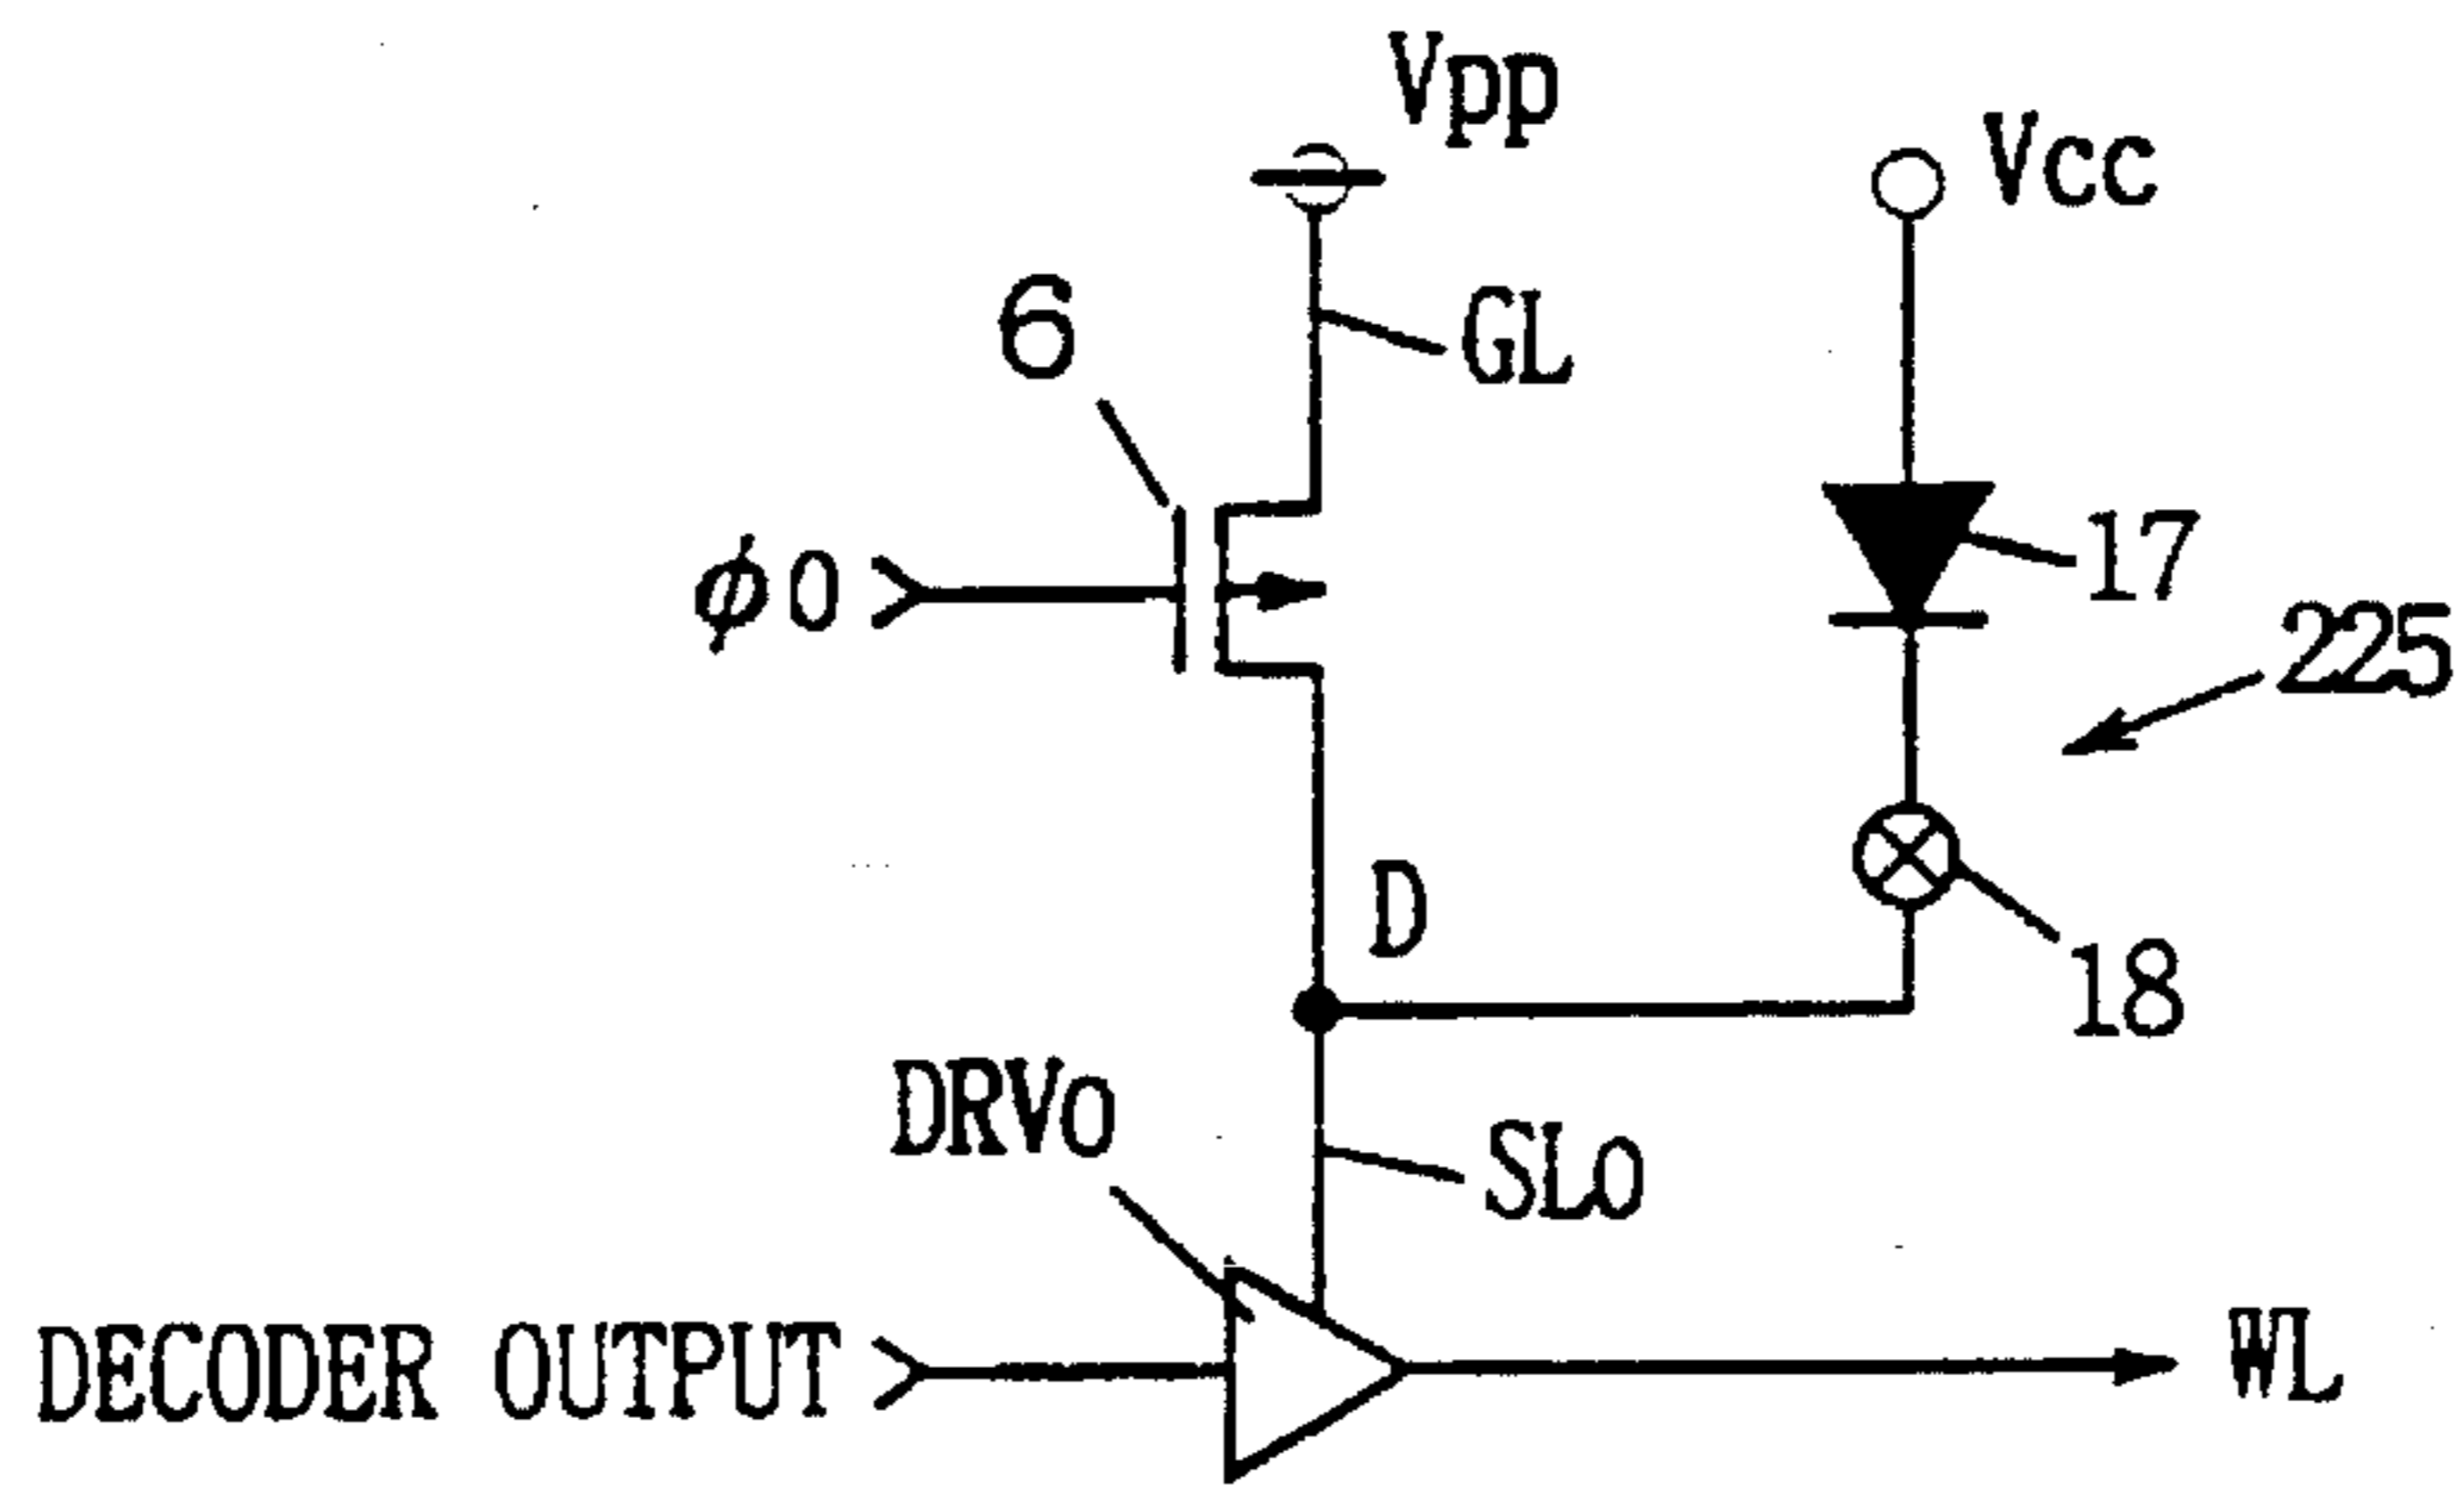 Vpp
Vcc
6
GL
φ0
17
225
D
18
DRVo
SLo
DECODER OUTPUT
WL